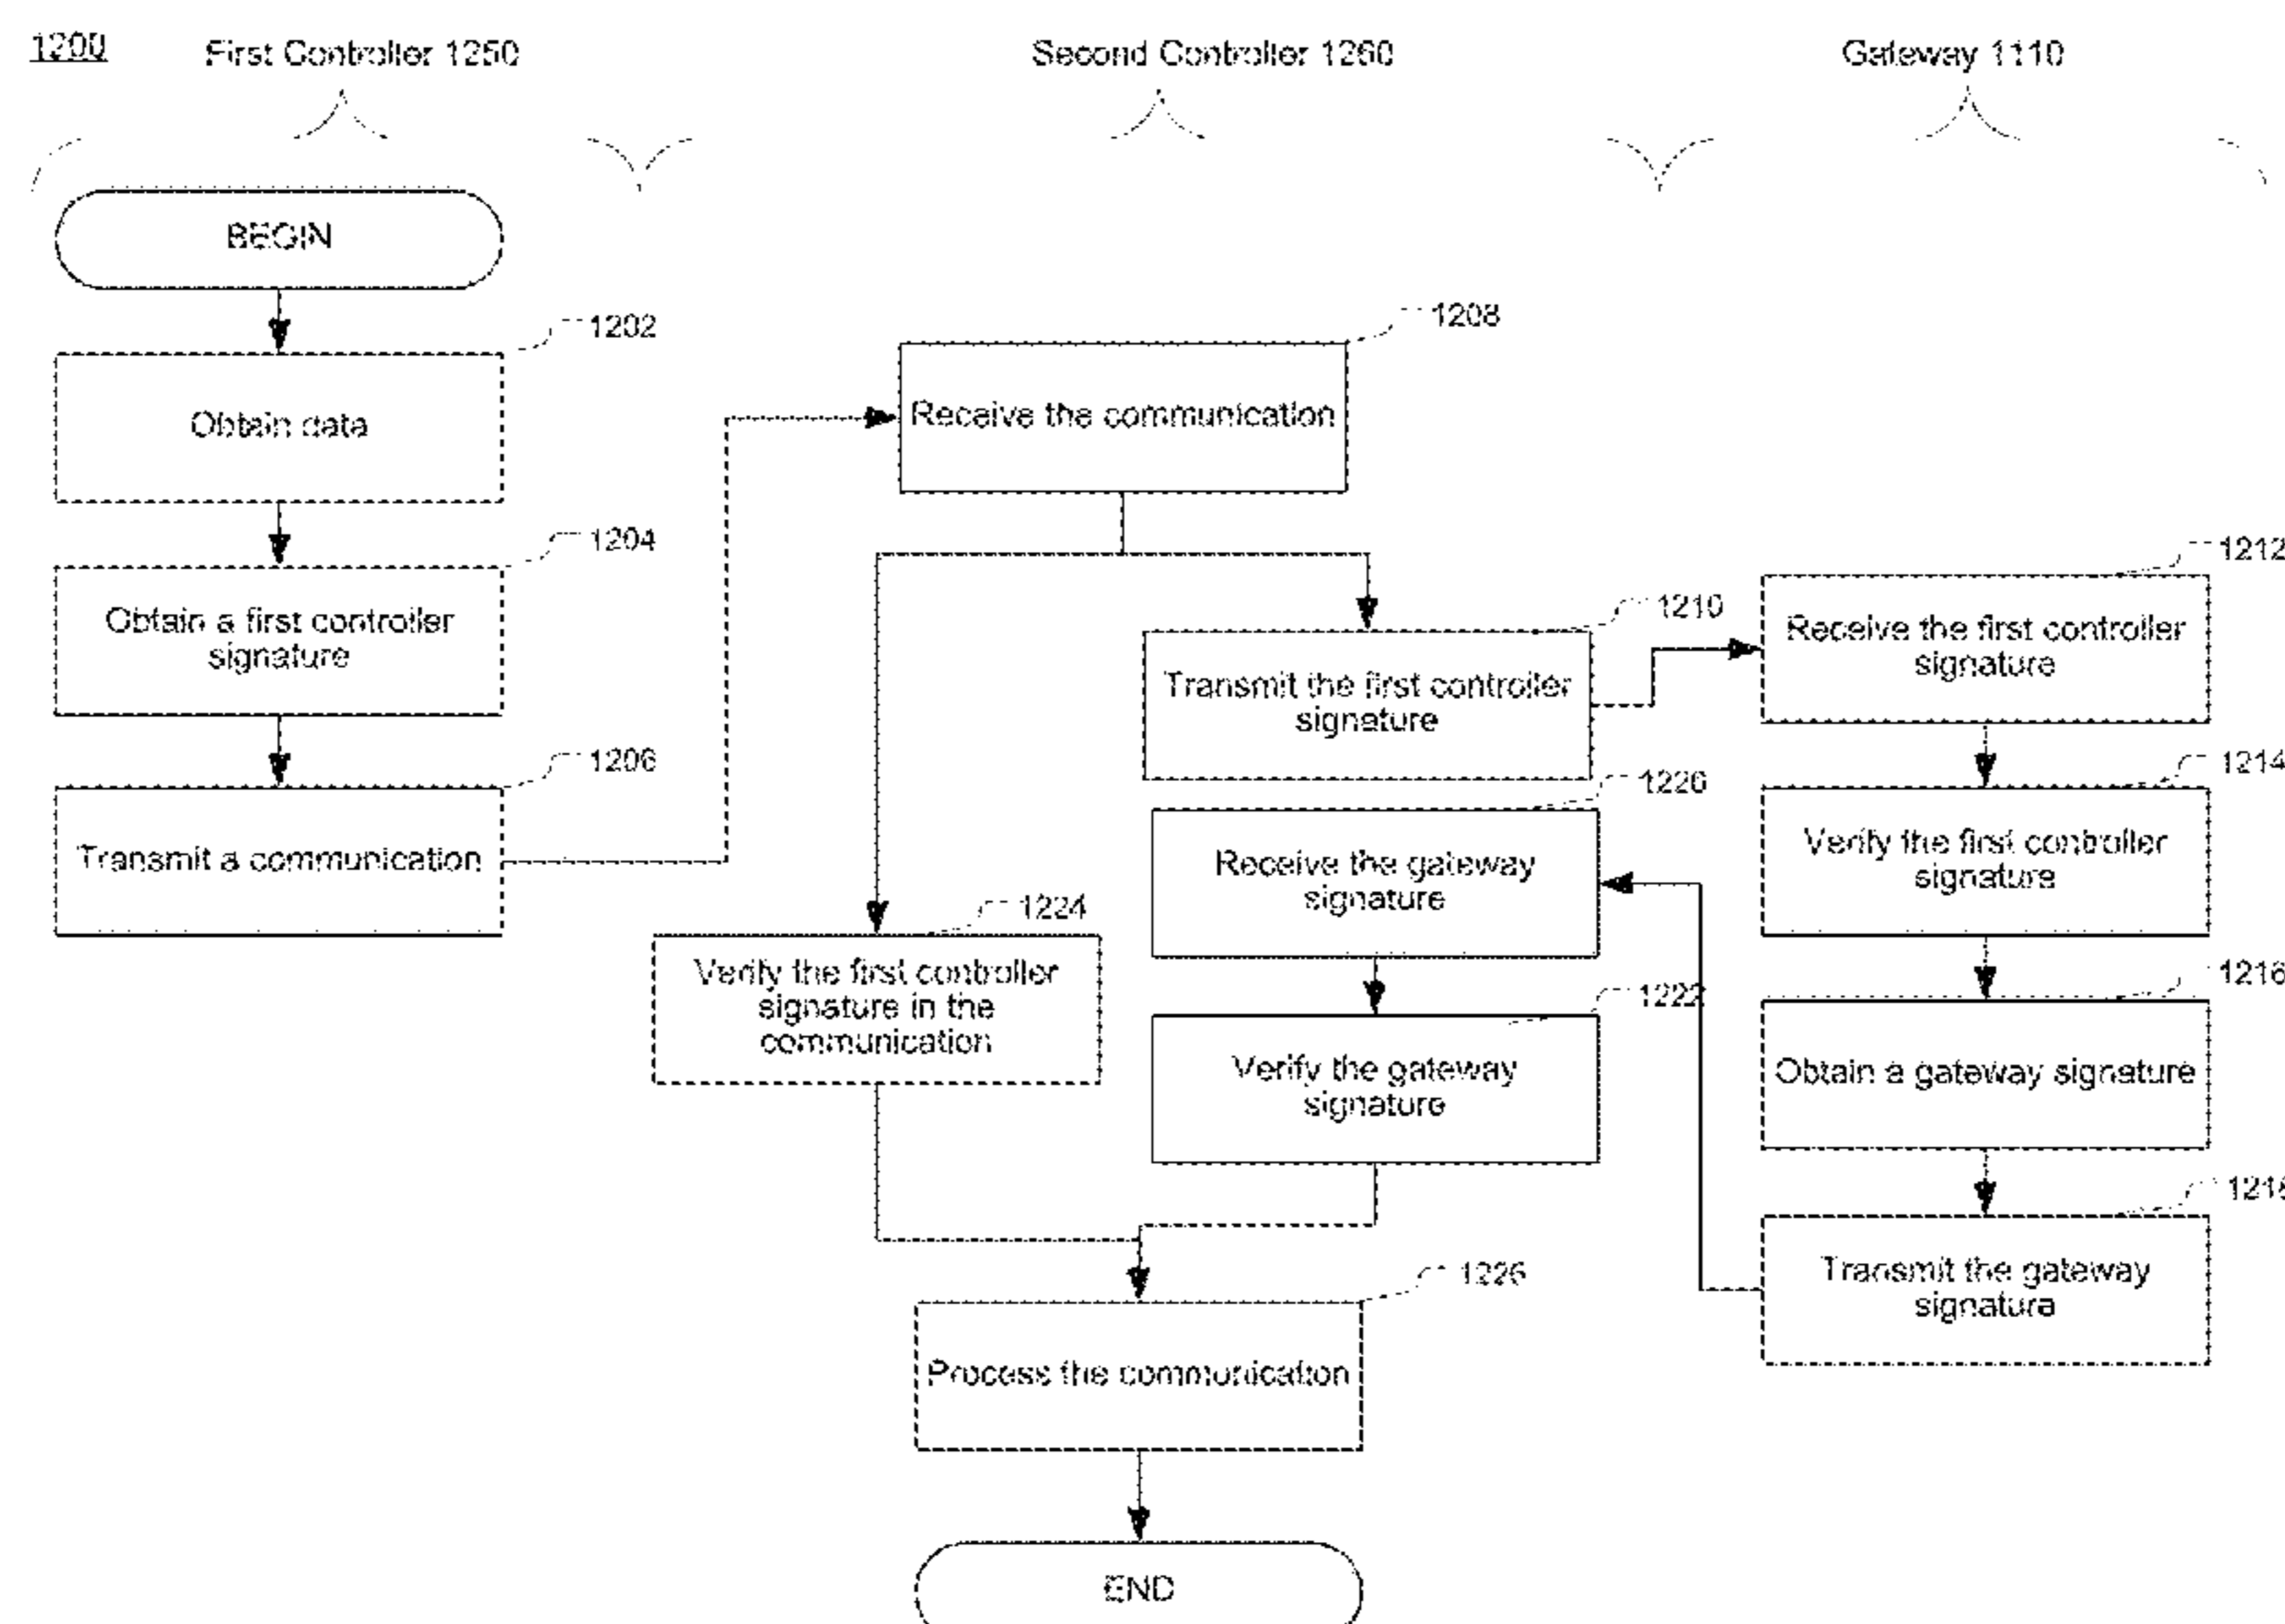 1200
First Controller 1250
Second Controller 1260
Gateway 1110
BEGIN
1202
Obtain data
1204
Obtain a first controller
signature
1206
Transmit a communication
1208
Receive the communication
1210
Transmit the first controller
signature
1212
Receive the first controller
signature
1214
Verify the first controller
signature
1216
Obtain a gateway signature
Transmit the gateway
signature
1220
Receive the gateway
signature
1222
Verify the gateway
signature
1224
Verify the first controller
signature in the
communication
1226
Process the communication
END